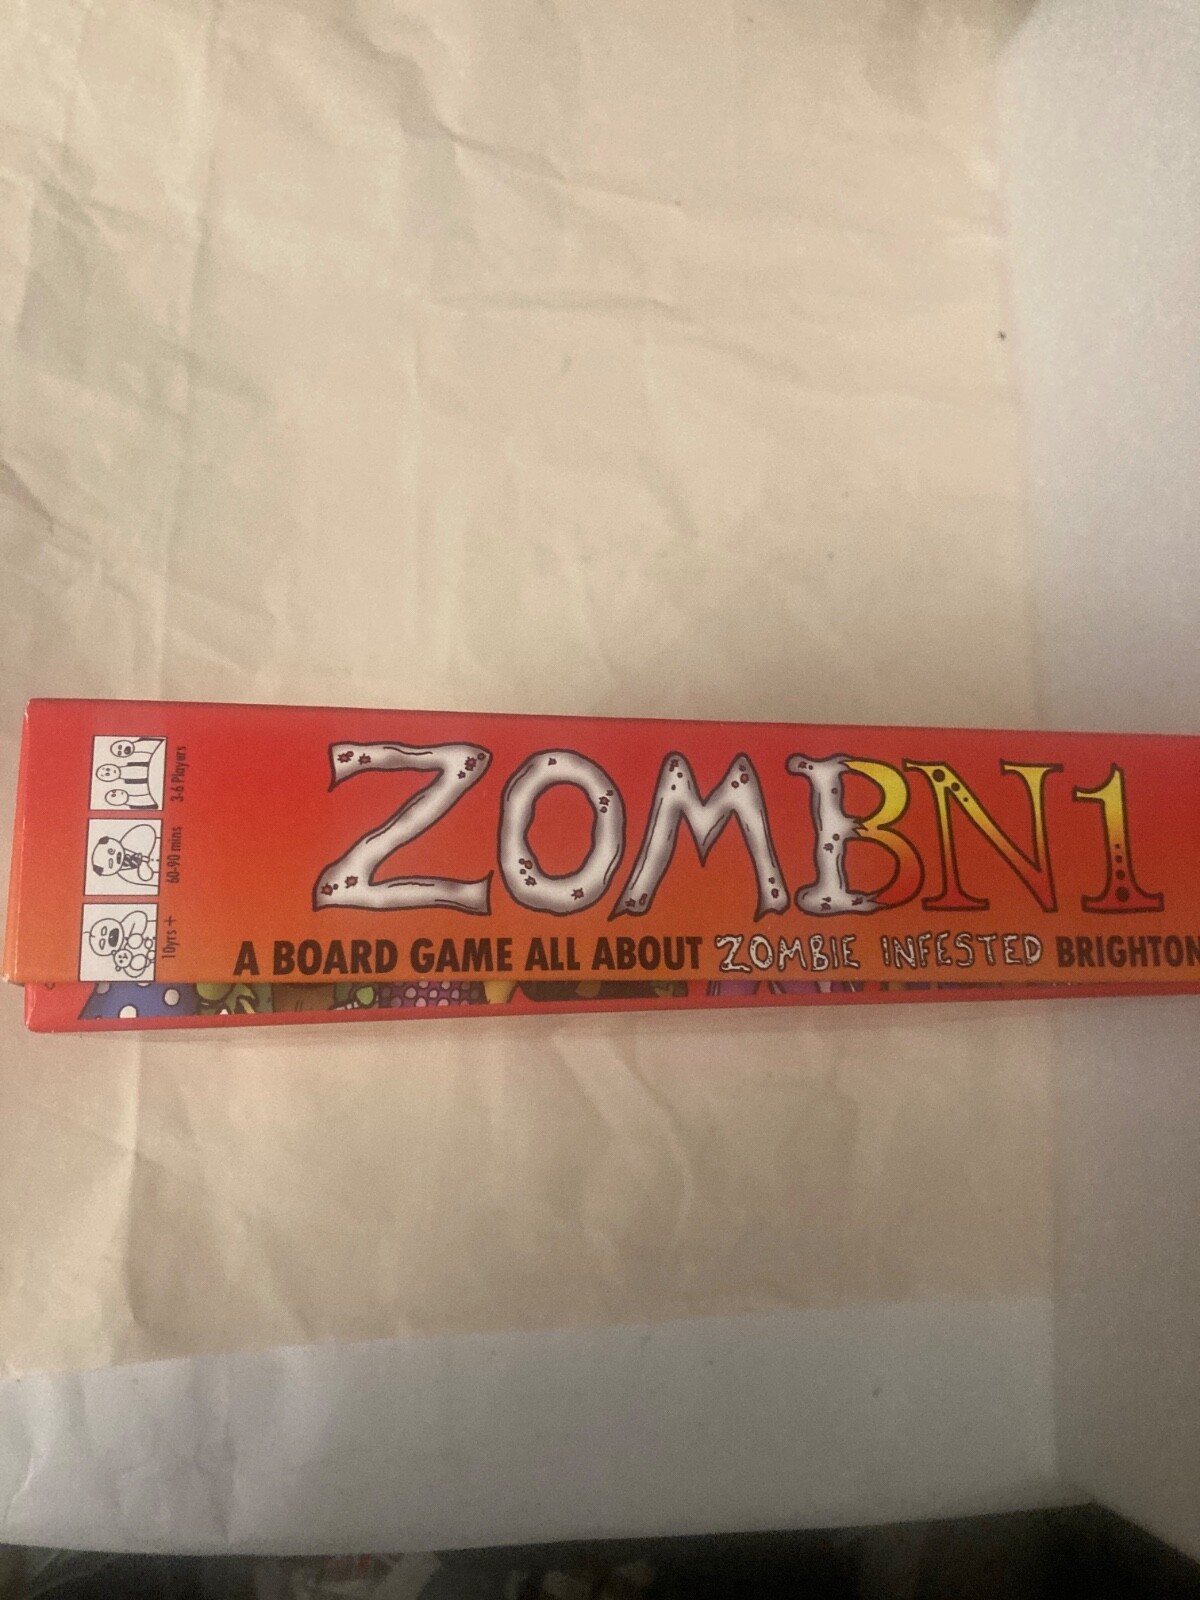 ZOMBN1
A BOARD GAME ALL ABOUT ZOMBIE INFESTED BRIGHTON
3-6 Players
60-90 mins
10yrs +